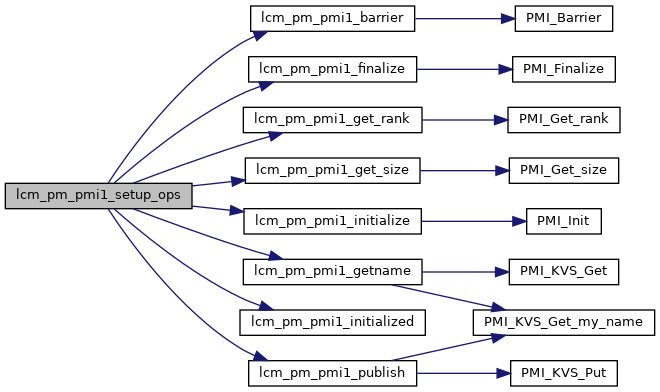 lcm_pm_pmi1_setup_ops
lcm_pm_pmi1_barrier
PMI_Barrier
lcm_pm_pmi1_finalize
PMI_Finalize
lcm_pm_pmi1_get_rank
PMI_Get_rank
lcm_pm_pmi1_get_size
PMI_Get_size
lcm_pm_pmi1_initialize
PMI_Init
lcm_pm_pmi1_getname
PMI_KVS_Get
lcm_pm_pmi1_initialized
PMI_KVS_Get_my_name
lcm_pm_pmi1_publish
PMI_KVS_Put